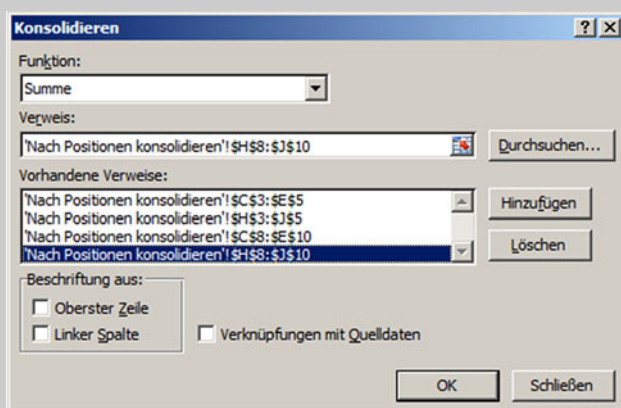 Konsolidieren
Funktion:
Summe
Verweis:
'Nach Positionen konsolidieren'!$H$8:$J$10
Durchsuchen...
Vorhandene Verweise:
'Nach Positionen konsolidieren'!$C$3:$E$5
'Nach Positionen konsolidieren'!$H$3:$J$5
'Nach Positionen konsolidieren'!$C$8:$E$10
'Nach Positionen konsolidieren'!$H$8:$J$10
Hinzufügen
Löschen
Beschriftung aus:
Oberster Zeile
Linker Spalte
Verknüpfungen mit Quelldaten
OK
Schließen